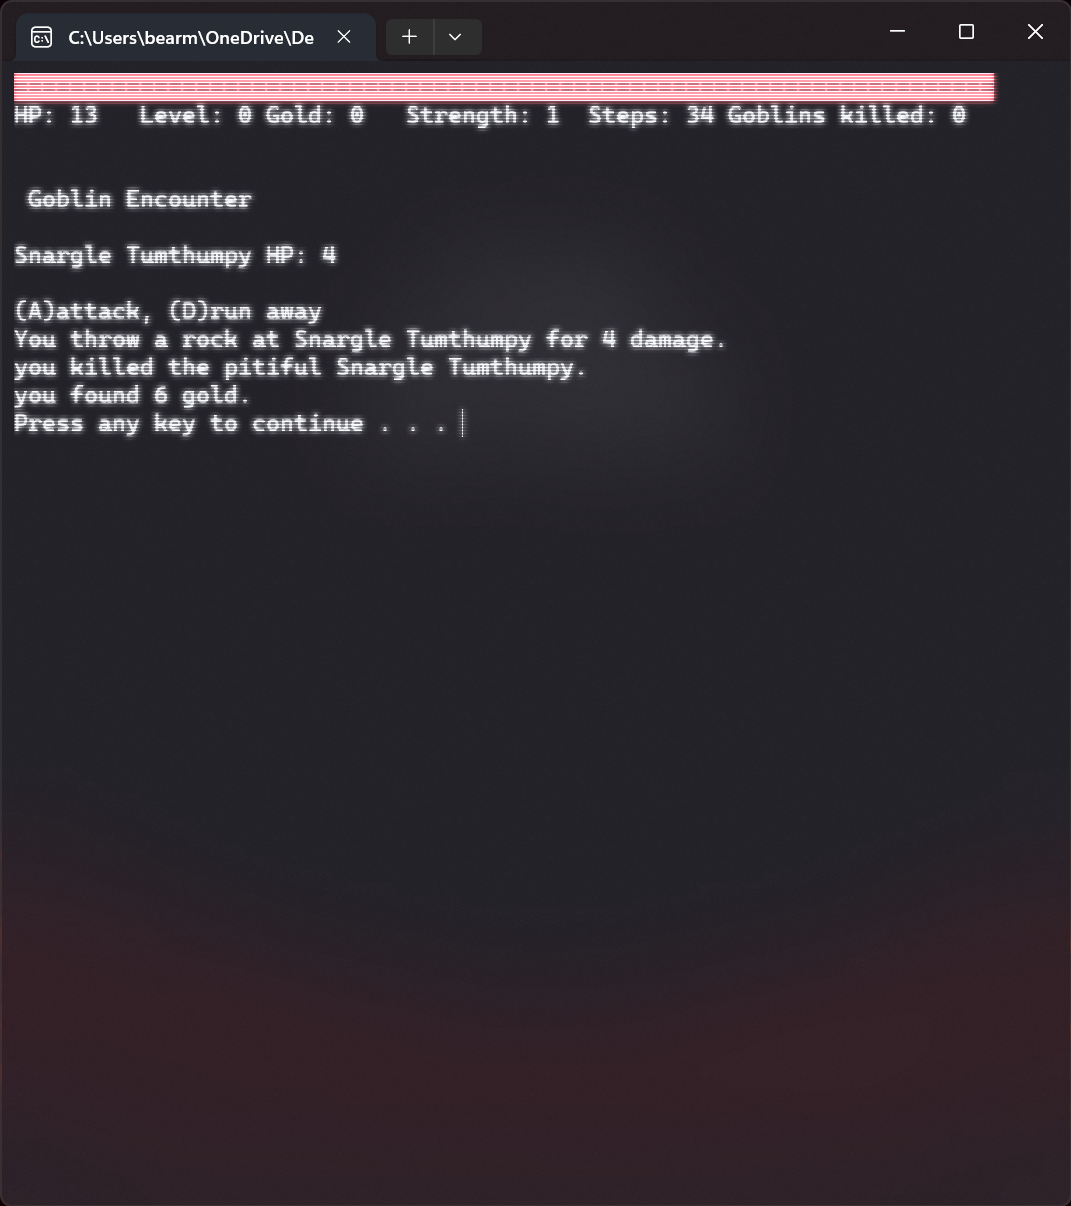 C:\Users\bearm\OneDrive\De
HP: 13   Level: 0 Gold: 0   Strength: 1  Steps: 34 Goblins killed: 0
Goblin Encounter
Snargle Tumthumpy HP: 4
(A)attack, (D)run away
You throw a rock at Snargle Tumthumpy for 4 damage.
you killed the pitiful Snargle Tumthumpy.
you found 6 gold.
Press any key to continue . . .